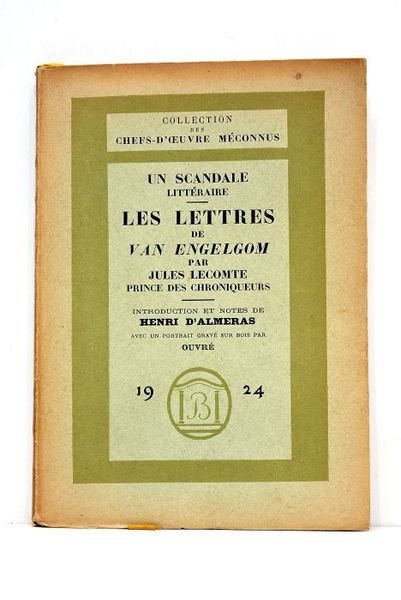 COLLECTION
DES
CHEFS-D'ŒUVRE MÉCONNUS
UN SCANDALE
LITTÉRAIRE
LES LETTRES
DE
VAN ENGELGOM
PAR
JULES LECOMTE
PRINCE DES CHRONIQUEURS
INTRODUCTION ET NOTES DE
HENRI D'ALMERAS
AVEC UN PORTRAIT GRAVÉ SUR BOIS PAR
OUVRÉ
19 24
B